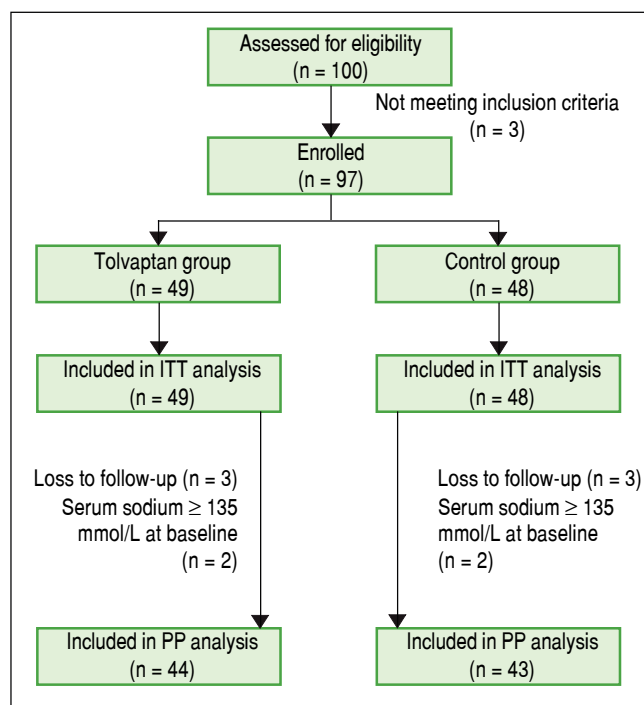 Assessed for eligibility
(n = 100)
Not meeting inclusion criteria
(n = 3)
Enrolled
(n = 97)
Tolvaptan group
(n = 49)
Control group
(n = 48)
Included in ITT analysis
(n = 49)
Included in ITT analysis
(n = 48)
Loss to follow-up (n = 3)
Serum sodium ≥ 135
mmol/L at baseline
(n = 2)
Loss to follow-up (n = 3)
Serum sodium ≥ 135
mmol/L at baseline
(n = 2)
Included in PP analysis
(n = 44)
Included in PP analysis
(n = 43)